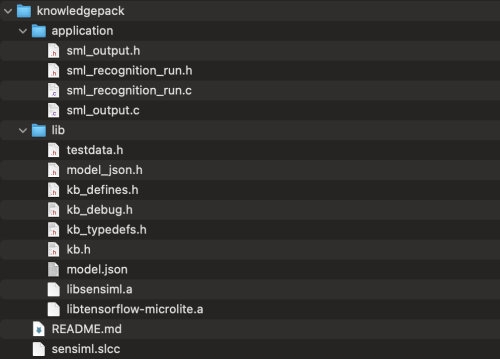 knowledgepack
application
sml_output.h
sml_recognition_run.h
sml_recognition_run.c
sml_output.c
lib
testdata.h
model_json.h
kb_defines.h
kb_debug.h
kb_typedefs.h
kb.h
model.json
libsensiml.a
libtensorflow-microlite.a
README.md
sensiml.slcc